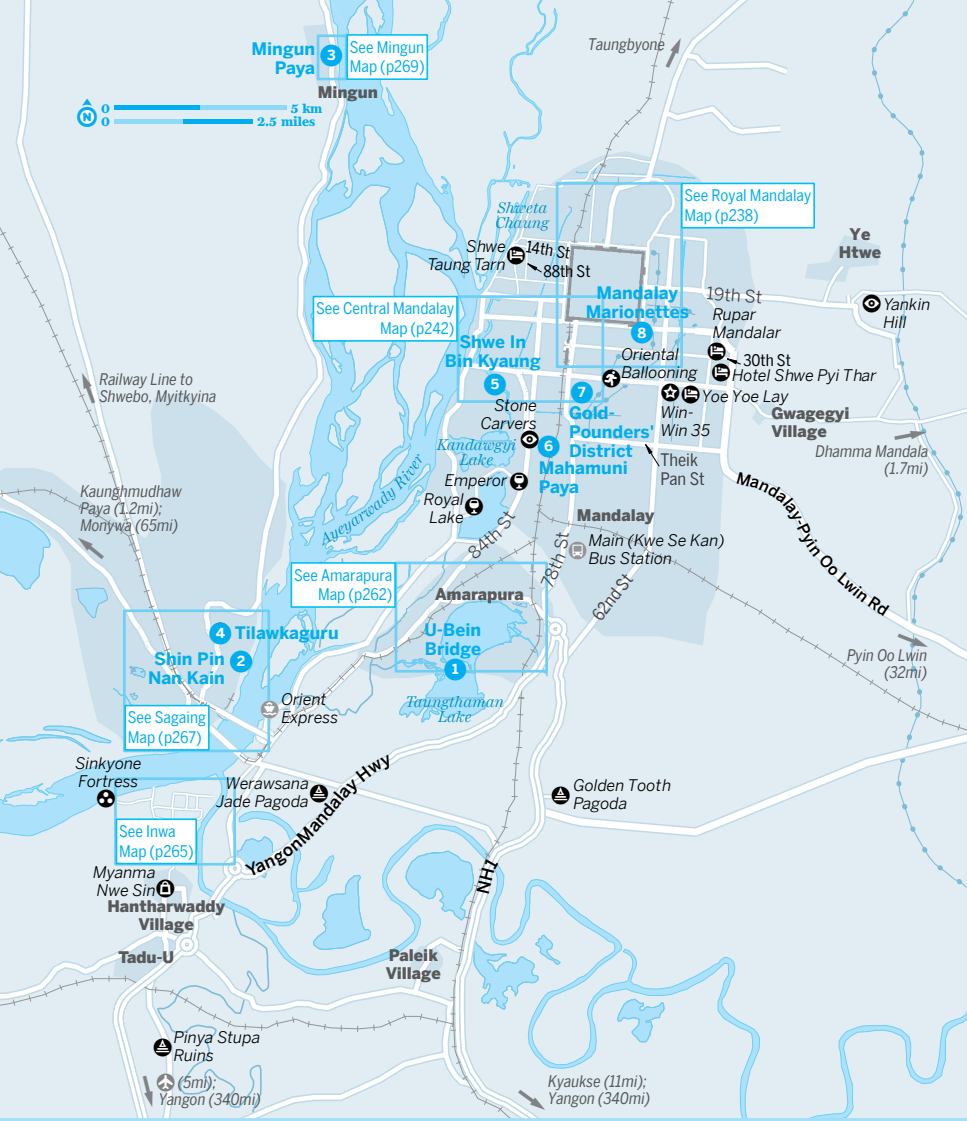 Taungbyone
Mingun
Paya
3
See Mingun
Map (p269)
Mingun
N
0
5 km
0
2.5 miles
See Royal Mandalay
Map (p238)
Shweta
Chaung
Ye
Htwe
Shwe
Taung Tarn
14th St
88th St
See Central Mandalay
Map (p242)
Mandalay
Marionettes
8
19th St
Yankin
Hill
Rupar
Mandalar
Shwe In
Bin Kyaung
5
Oriental
Ballooning
30th St
Hotel Shwe Pyi Thar
Railway Line to
Shwebo, Myitkyina
7
Gold-
Pounders'
District
Win-
Win 35
Yoe Yoe Lay
Stone
Carvers
Gwagegyi
Village
Kandawgyi
Lake
6
Mahamuni
Paya
Dhamma Mandala
(1.7mi)
Theik
Pan St
Emperor
Royal
Lake
Ayeyarwady River
Kaunghmudhaw
Paya (1.2mi);
Monywa (65mi)
Mandalay
84th St
78th St
Main (Kwe Se Kan)
Bus Station
62nd St
Mandalay-Pyin Oo Lwin Rd
See Amarapura
Map (p262)
Amarapura
U-Bein
Bridge
1
Taungthaman
Lake
4
Tilawkaguru
Shin Pin
Nan Kain
2
Pyin Oo Lwin
(32mi)
Orient
Express
See Sagaing
Map (p267)
Sinkyone
Fortress
Werawsana
Jade Pagoda
YangonMandalay Hwy
Golden Tooth
Pagoda
See Inwa
Map (p265)
NH1
Myanma
Nwe Sin
Hantharwaddy
Village
Tadu-U
Paleik
Village
Pinya Stupa
Ruins
(5mi);
Yangon (340mi)
Kyaukse (11mi);
Yangon (340mi)